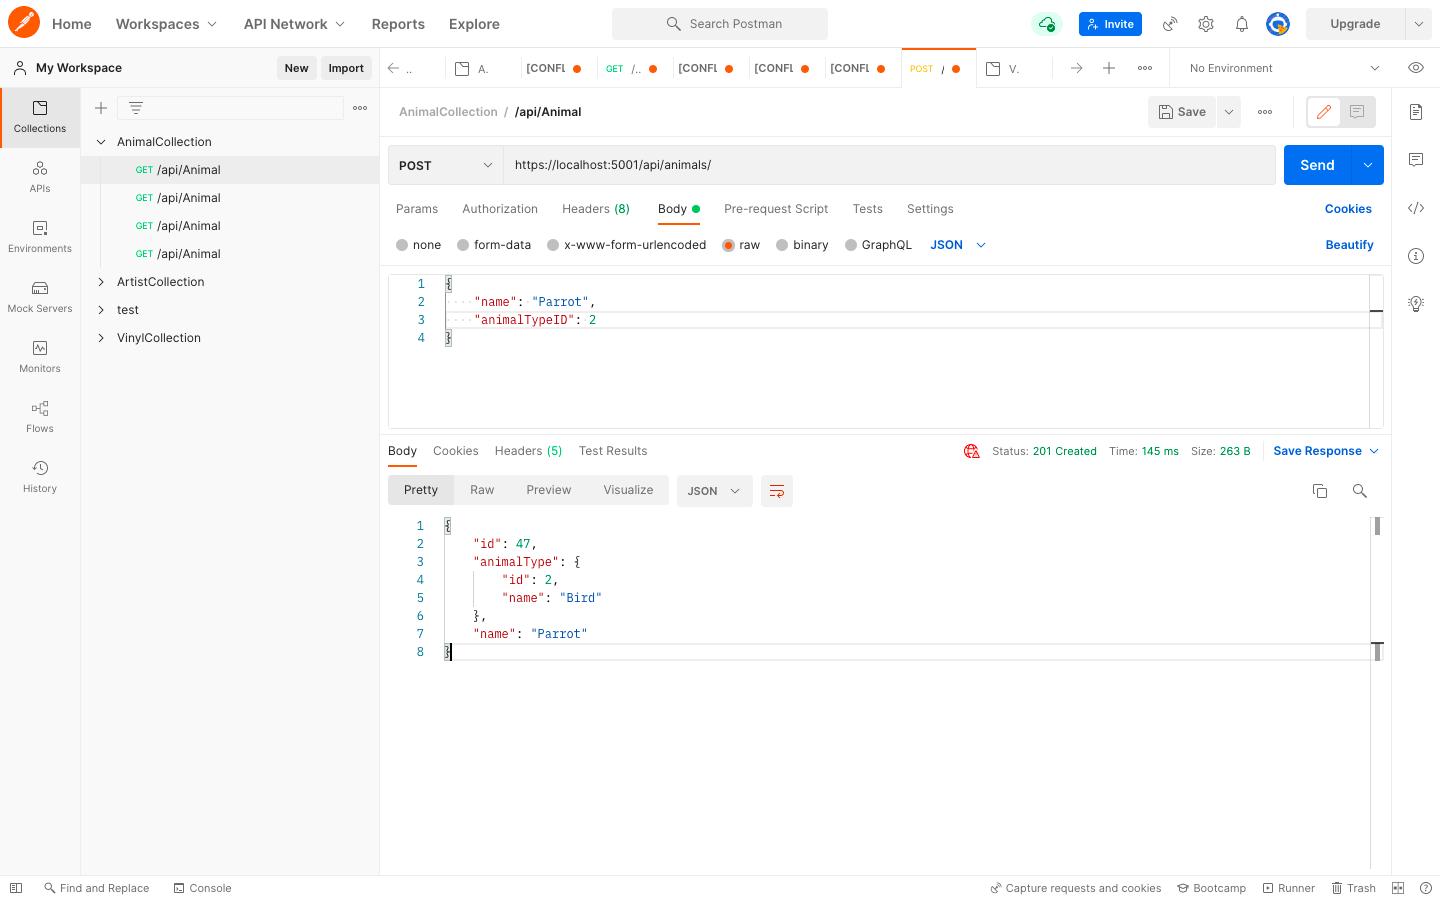 Home
Workspaces
API Network
Reports
Explore
Search Postman
Invite
Upgrade
My Workspace
New
Import
..
A.
[CONFL
GET /..
[CONFL
[CONFL
[CONFL
POST /
V.
No Environment
Collections
APIs
Environments
Mock Servers
Monitors
Flows
History
AnimalCollection
GET /api/Animal
GET /api/Animal
GET /api/Animal
GET /api/Animal
ArtistCollection
test
VinylCollection
AnimalCollection / /api/Animal
Save
POST
https://localhost:5001/api/animals/
Send
Params
Authorization
Headers (8)
Body
Pre-request Script
Tests
Settings
Cookies
none
form-data
x-www-form-urlencoded
raw
binary
GraphQL
JSON
Beautify
1 {
2 "name": "Parrot",
3 "animalTypeID": 2
4 }
Body
Cookies
Headers (5)
Test Results
Status: 201 Created
Time: 145 ms
Size: 263 B
Save Response
Pretty
Raw
Preview
Visualize
JSON
1 {
2 "id": 47,
3 "animalType": {
4 "id": 2,
5 "name": "Bird"
6 },
7 "name": "Parrot"
8 }
Find and Replace
Console
Capture requests and cookies
Bootcamp
Runner
Trash